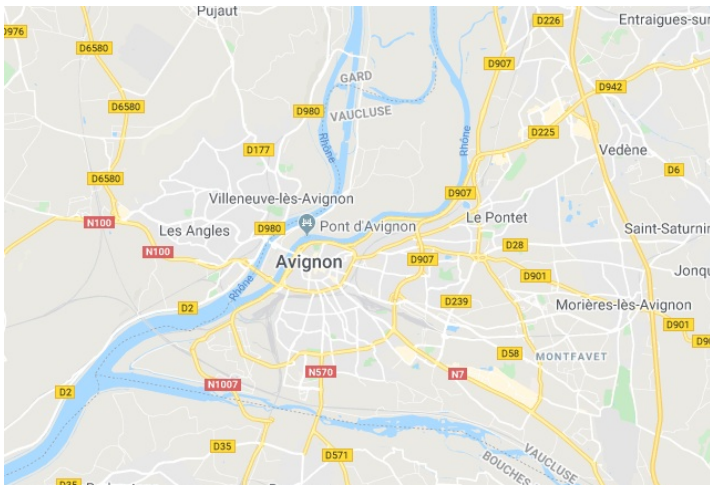 Pujaut
D976
D6580
D6580
D6580
D980
GARD
VAUCLUSE
Rhône
D177
Rhône
D226
Entraigues-sur
D907
D942
D225
Vedène
D6
Villeneuve-lès-Avignon
D907
Le Pontet
N100
N100
Les Angles
D980
Pont d'Avignon
Saint-Saturnin
Avignon
D907
D28
D901
Jonqu
Rhône
D2
D239
Morières-lès-Avignon
D901
D58
MONTFAVET
D2
N1007
N570
N7
D35
D571
VAUCLUSE
BOUCHES
D35